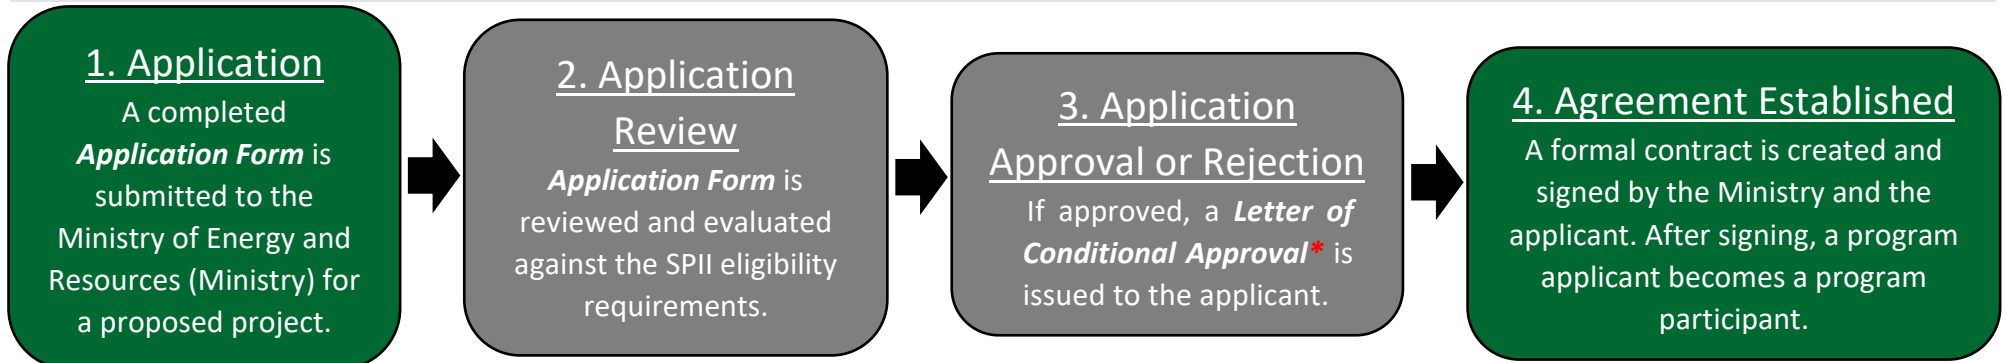 1. Application
A completed
Application Form is
submitted to the
Ministry of Energy and
Resources (Ministry) for
a proposed project.
2. Application
Review
Application Form is
reviewed and evaluated
against the SPII eligibility
requirements.
3. Application
Approval or Rejection
If approved, a Letter of
Conditional Approval* is
issued to the applicant.
4. Agreement Established
A formal contract is created and
signed by the Ministry and the
applicant. After signing, a program
applicant becomes a program
participant.